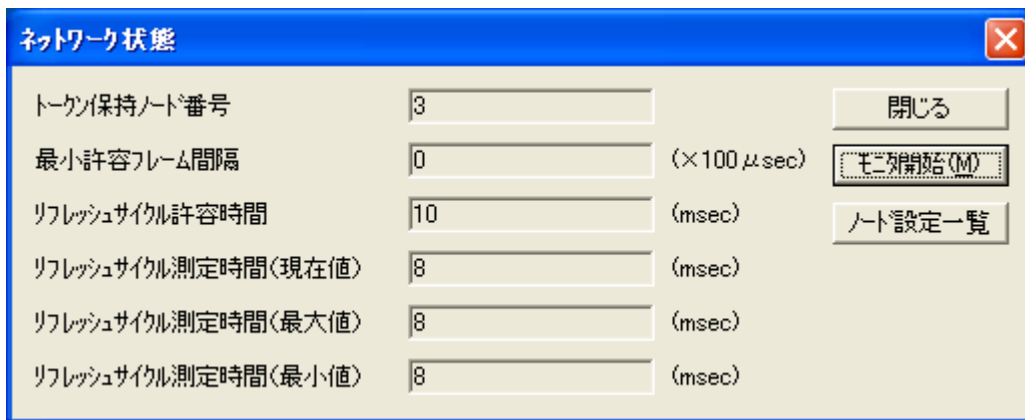 ネットワーク状態
トークン保持ノード番号 3 閉じる
最小許容フレーム間隔 0 (×100μsec) モニタ開始(M)
リフレッシュサイクル許容時間 10 (msec) ノード設定一覧
リフレッシュサイクル測定時間(現在値) 8 (msec)
リフレッシュサイクル測定時間(最大値) 8 (msec)
リフレッシュサイクル測定時間(最小値) 8 (msec)